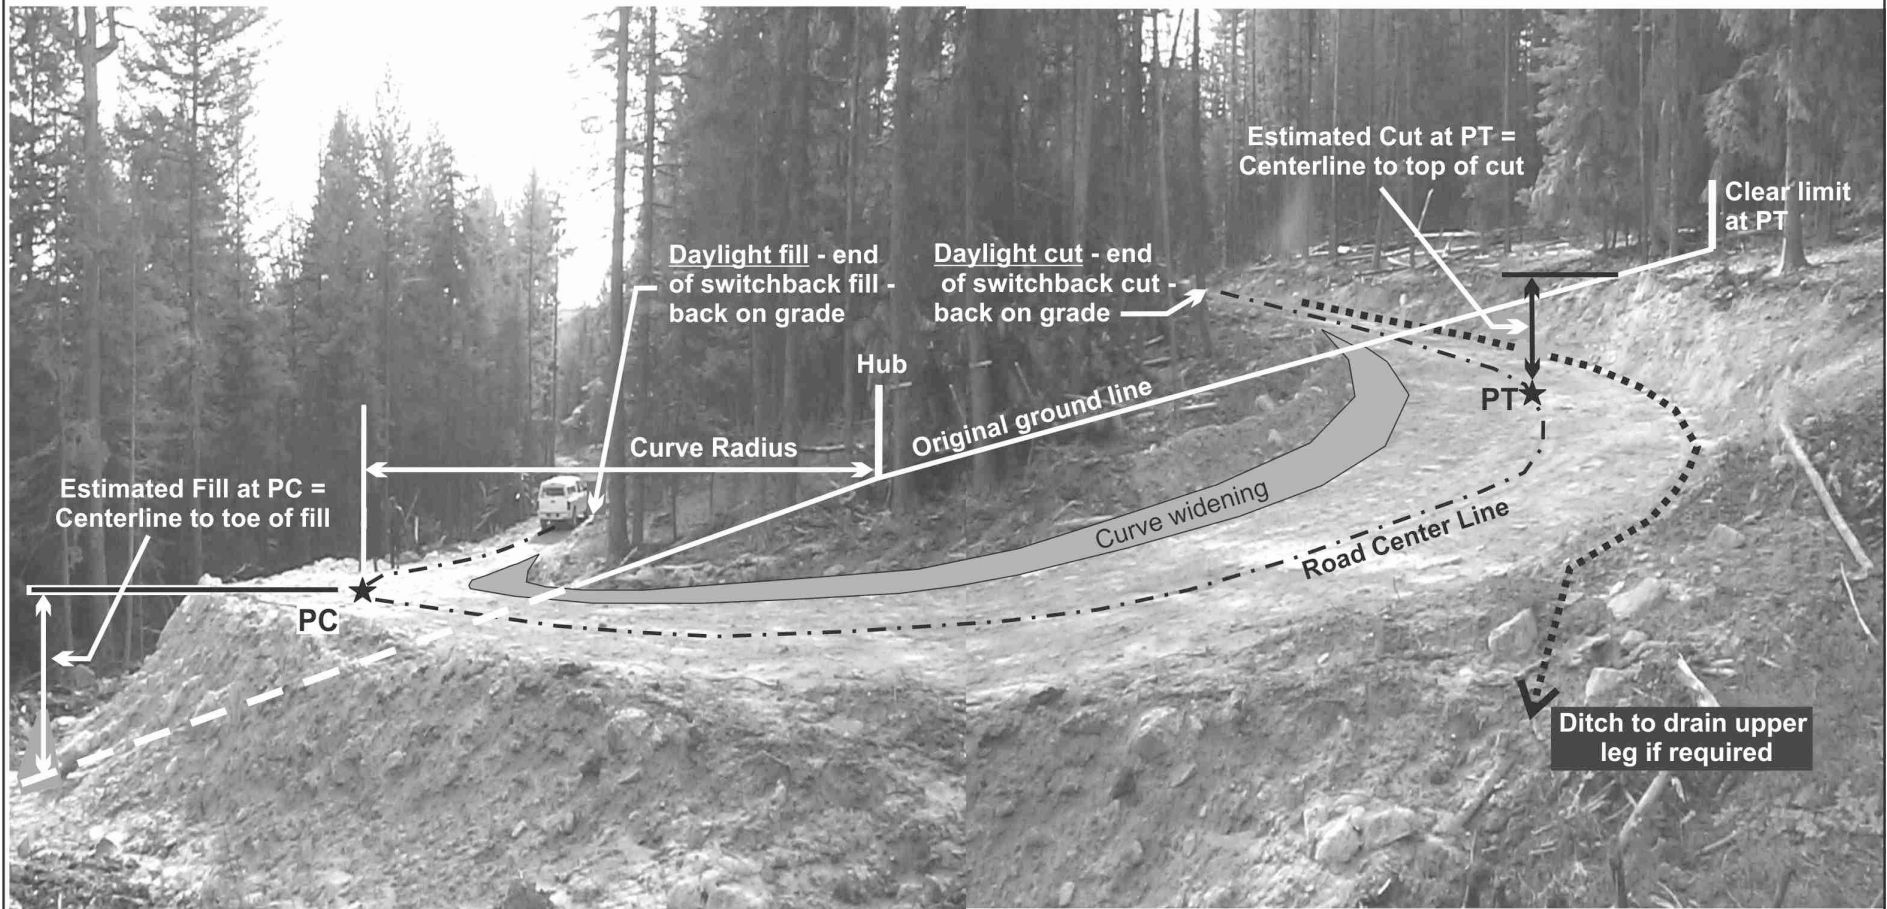 Estimated Cut at PT =
Centerline to top of cut
Clear limit
at PT
Daylight fill - end
of switchback fill -
back on grade
Daylight cut - end
of switchback cut -
back on grade
Hub
PT
Original ground line
Curve Radius
Estimated Fill at PC =
Centerline to toe of fill
Curve widening
Road Center Line
PC
Ditch to drain upper
leg if required